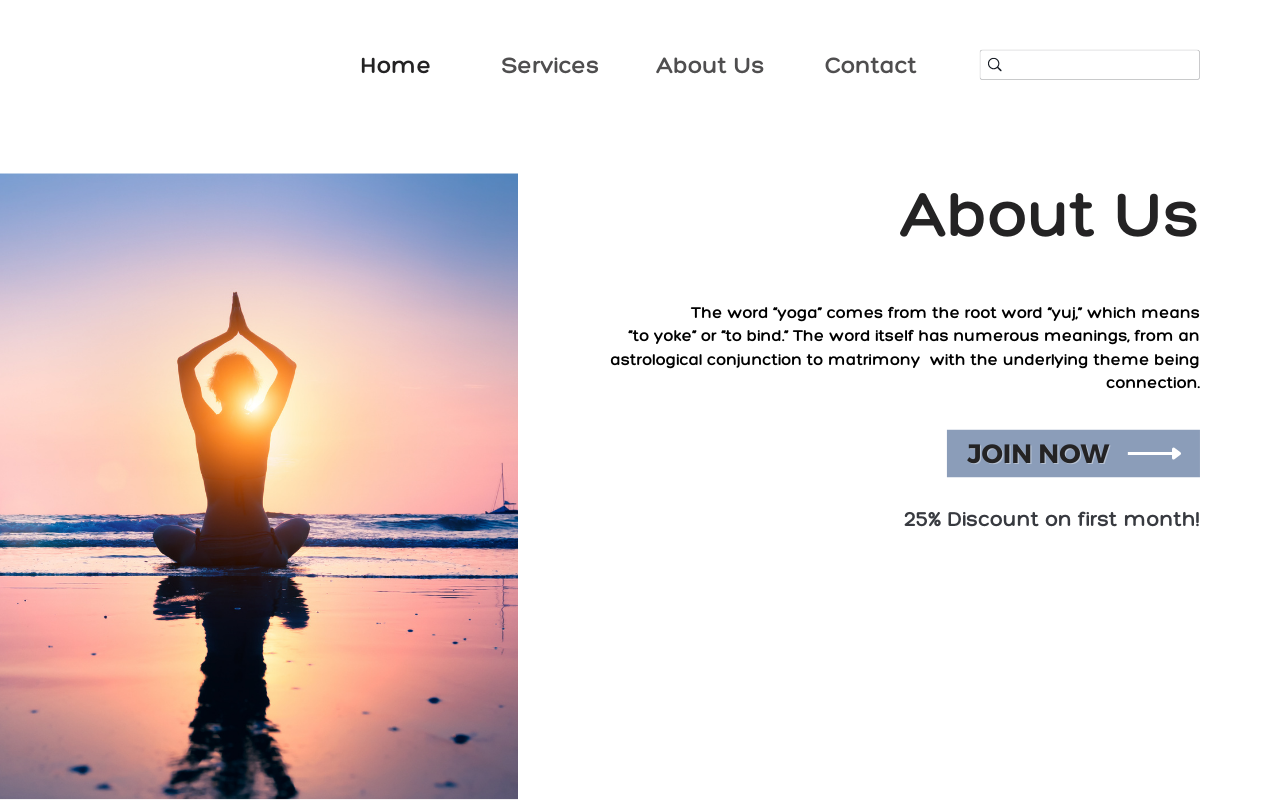 Home Services About Us Contact
About Us
The word “yoga” comes from the root word “yuj,” which means
“to yoke” or “to bind.” The word itself has numerous meanings, from an
astrological conjunction to matrimony  with the underlying theme being
connection.
JOIN NOW
25% Discount on first month!